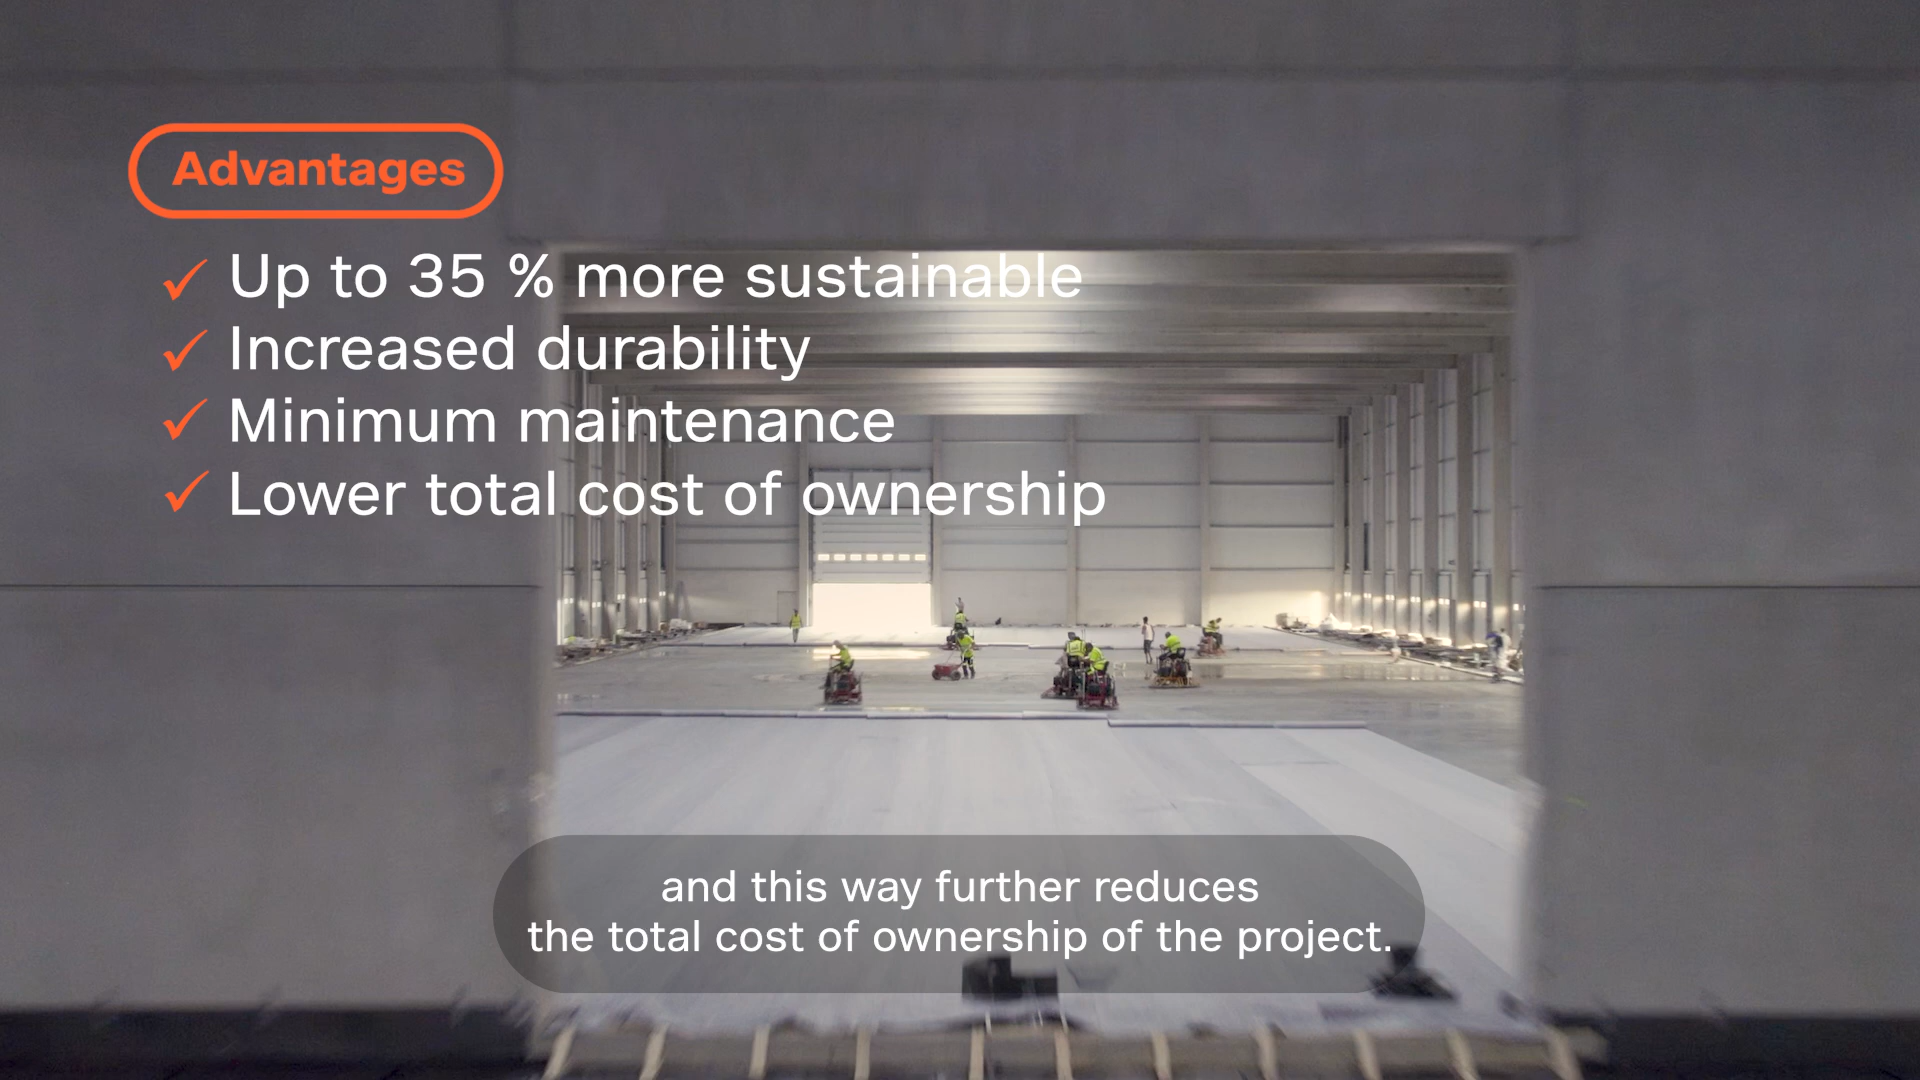 Advantages
✓ Up to 35 % more sustainable
✓ Increased durability
✓ Minimum maintenance
✓ Lower total cost of ownership
and this way further reduces
the total cost of ownership of the project.